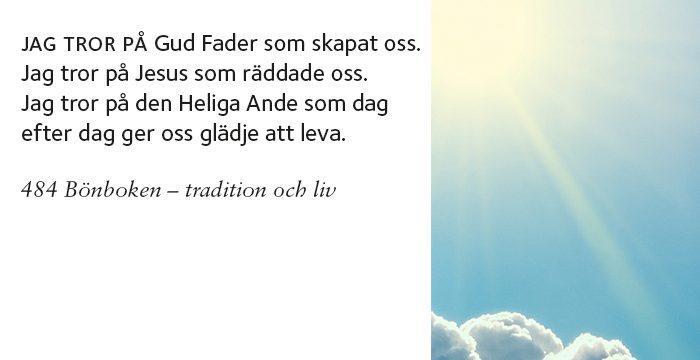 JAG TROR PÅ Gud Fader som skapat oss.
Jag tror på Jesus som räddade oss.
Jag tror på den Heliga Ande som dag
efter dag ger oss glädje att leva.
484 Bönboken – tradition och liv